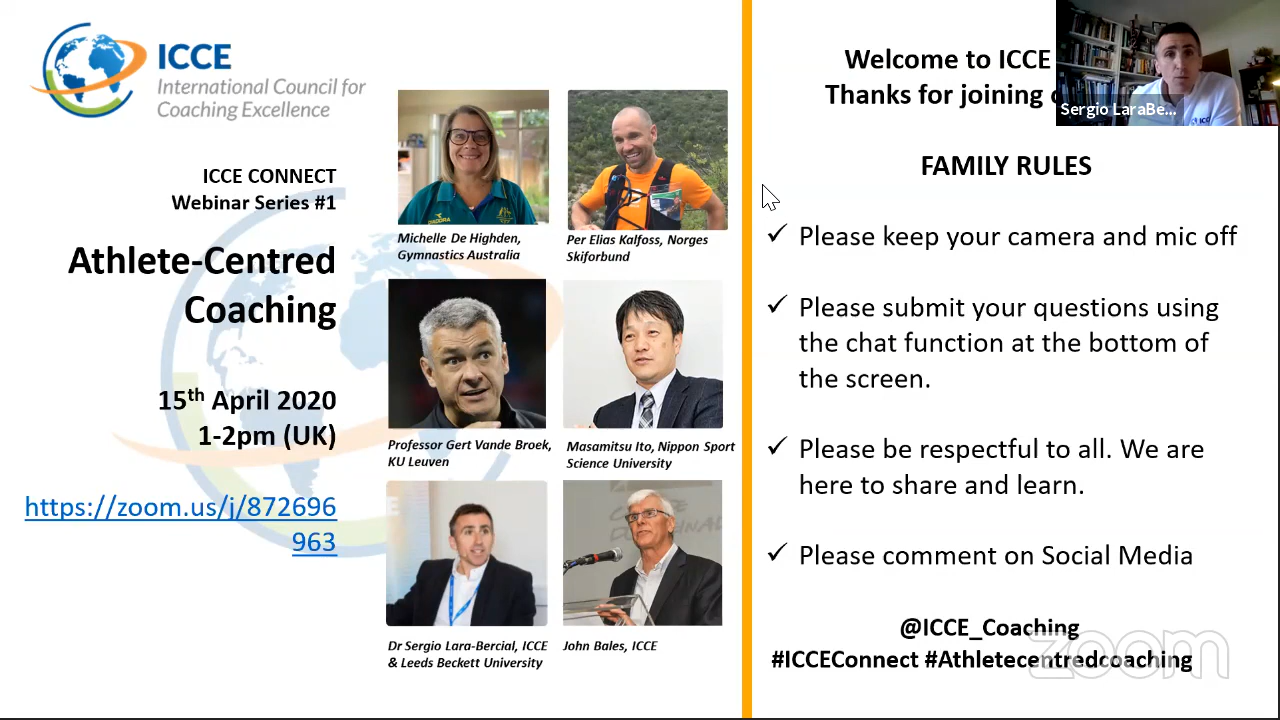 ICCE
International Council for
Coaching Excellence
ICCE CONNECT
Webinar Series #1
Athlete-Centred
Coaching
15th April 2020
1-2pm (UK)
https://zoom.us/j/872696
963
Michelle De Highden,
Gymnastics Australia
Per Elias Kalfoss, Norges
Skiforbund
Professor Gert Vande Broek,
KU Leuven
Masamitsu Ito, Nippon Sport
Science University
Dr Sergio Lara-Bercial, ICCE
& Leeds Beckett University
John Bales, ICCE
Welcome to ICCE
Thanks for joining
Sergio LaraBe...
FAMILY RULES
✓ Please keep your camera and mic off
✓ Please submit your questions using
the chat function at the bottom of
the screen.
✓ Please be respectful to all. We are
here to share and learn.
✓ Please comment on Social Media
@ICCE_Coaching
#ICCEConnect #Athletecentredcoaching
zoom